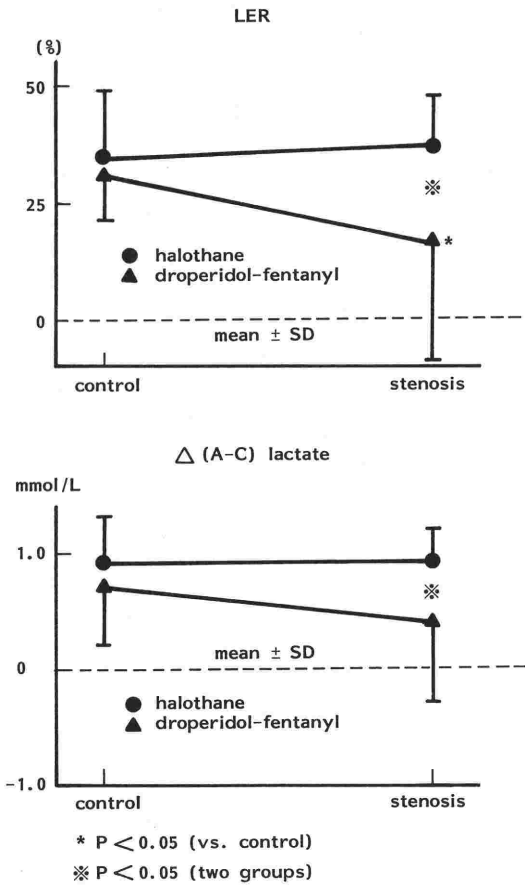 LER
(%)
50
25
0
● halothane
▲ droperidol-fentanyl
※
*
mean ± SD
control stenosis
△ (A-C) lactate
mmol/L
1.0
※
mean ± SD
0
● halothane
▲ droperidol-fentanyl
-1.0
control stenosis
* P < 0.05 (vs. control)
※ P < 0.05 (two groups)